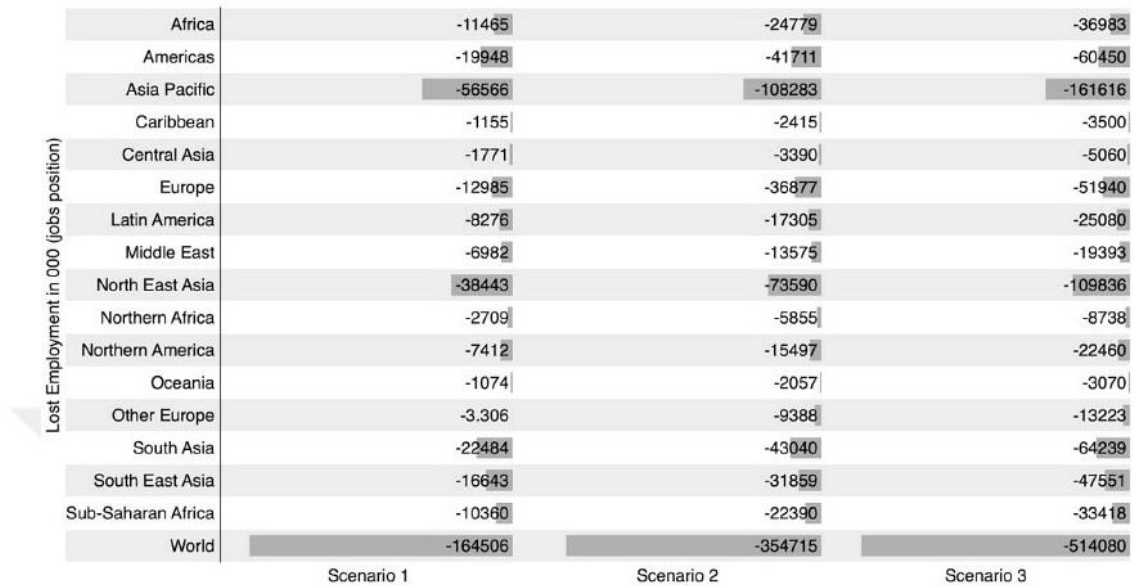 Lost Employment in 000 (jobs position)
Africa -11465 -24779 -36983
Americas -19948 -41711 -60450
Asia Pacific -56566 -108283 -161616
Caribbean -1155 -2415 -3500
Central Asia -1771 -3390 -5060
Europe -12985 -36877 -51940
Latin America -8276 -17305 -25080
Middle East -6982 -13575 -19393
North East Asia -38443 -73590 -109836
Northern Africa -2709 -5855 -8738
Northern America -7412 -15497 -22460
Oceania -1074 -2057 -3070
Other Europe -3.306 -9388 -13223
South Asia -22484 -43040 -64239
South East Asia -16643 -31859 -47551
Sub-Saharan Africa -10360 -22390 -33418
World -164506 -354715 -514080
Scenario 1 Scenario 2 Scenario 3